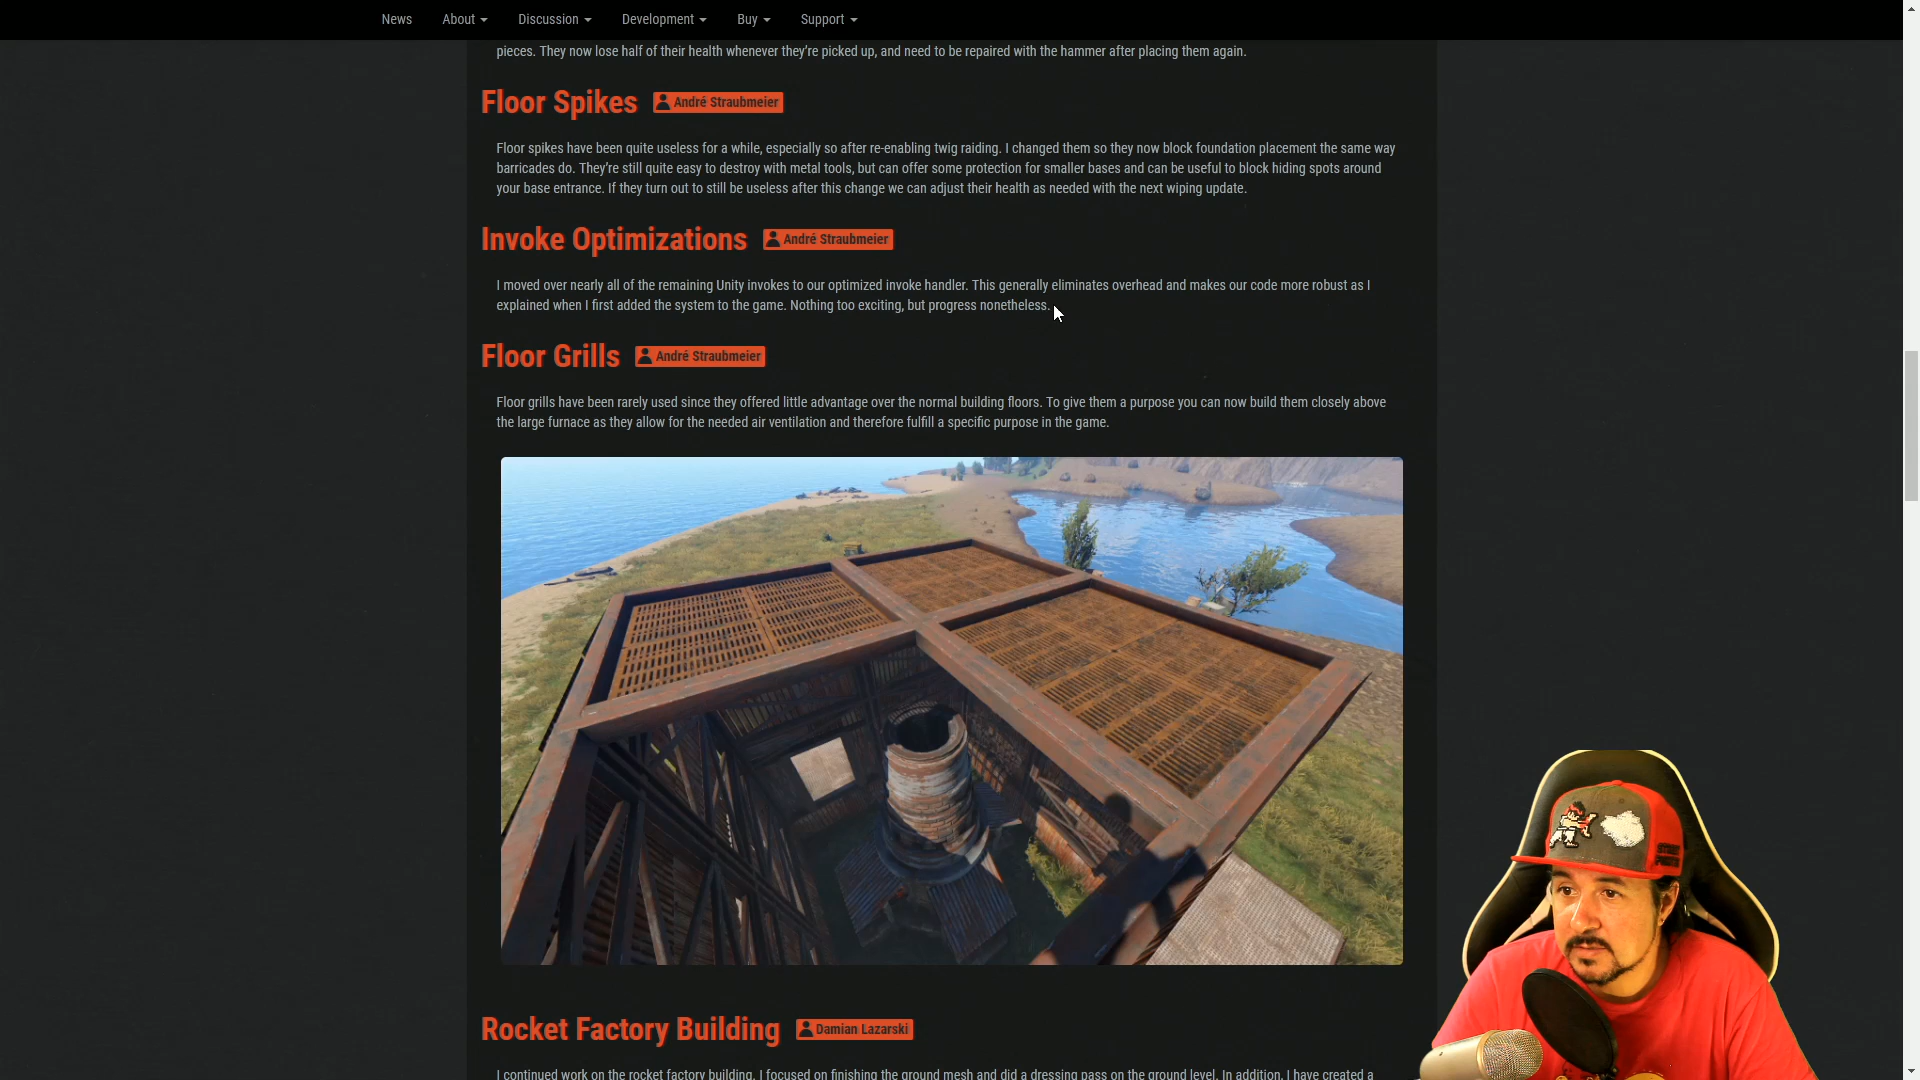 News About Discussion Development Buy Support
pieces. They now lose half of their health whenever they're picked up, and need to be repaired with the hammer after placing them again.
Floor Spikes André Straubmeier
Floor spikes have been quite useless for a while, especially so after re-enabling twig raiding. I changed them so they now block foundation placement the same way
barricades do. They're still quite easy to destroy with metal tools, but can offer some protection for smaller bases and can be useful to block hiding spots around
your base entrance. If they turn out to still be useless after this change we can adjust their health as needed with the next wiping update.
Invoke Optimizations André Straubmeier
I moved over nearly all of the remaining Unity invokes to our optimized invoke handler. This generally eliminates overhead and makes our code more robust as I
explained when I first added the system to the game. Nothing too exciting, but progress nonetheless.
Floor Grills André Straubmeier
Floor grills have been rarely used since they offered little advantage over the normal building floors. To give them a purpose you can now build them closely above
the large furnace as they allow for the needed air ventilation and therefore fulfill a specific purpose in the game.
Rocket Factory Building Damian Lazarski
I continued work on the rocket factory building. I focused on finishing the ground mesh and did a dressing pass on the ground level. In addition, I have created a